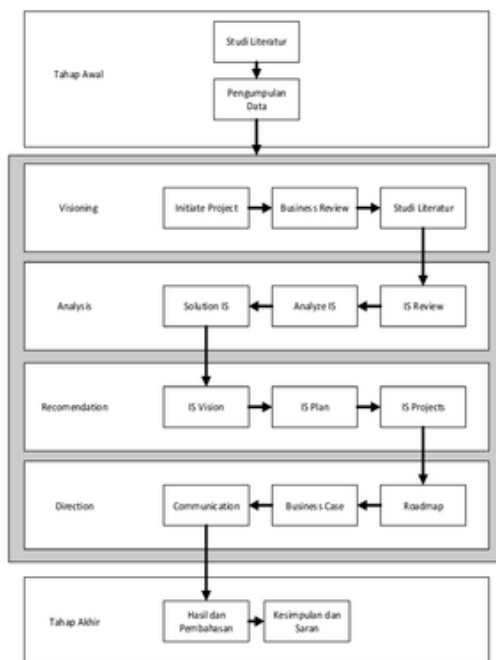 Studi Literatur
Tahap Awal
Pengumpulan
Data
Visioning
Initiate Project
Business Review
Studi Literatur
Analysis
Solution IS
Analyze IS
IS Review
Recomendation
IS Vision
IS Plan
IS Projects
Direction
Communication
Business Case
Roadmap
Tahap Akhir
Hasil dan
Pembahasan
Kesimpulan dan
Saran